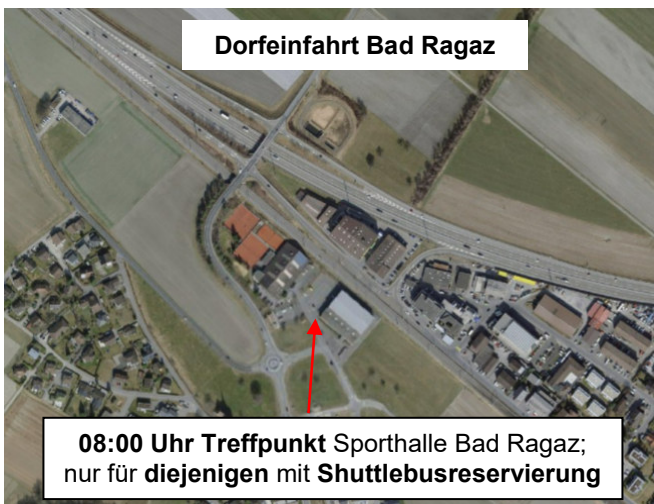 Dorfeinfahrt Bad Ragaz
08:00 Uhr Treffpunkt Sporthalle Bad Ragaz;
nur für diejenigen mit Shuttlebusreservierung